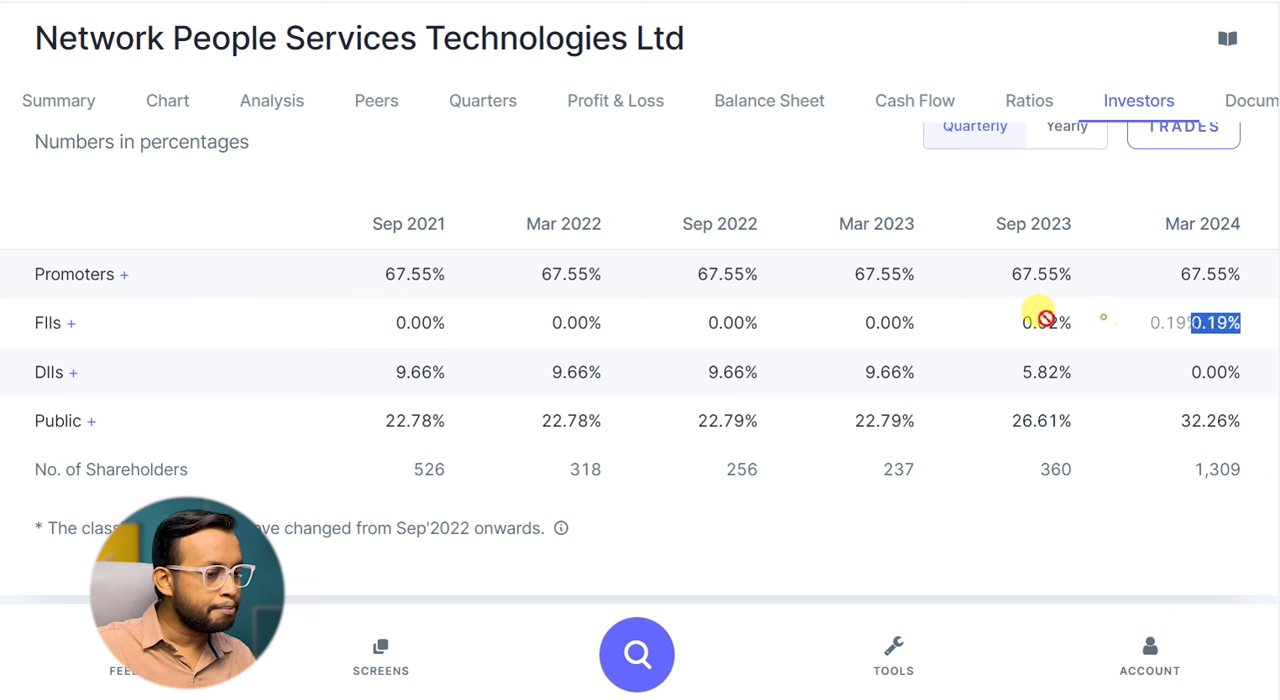 Network People Services Technologies Ltd
Summary Chart Analysis Peers Quarters Profit & Loss Balance Sheet Cash Flow Ratios Investors Docum
Numbers in percentages Quarterly Yearly TRADES
Sep 2021 Mar 2022 Sep 2022 Mar 2023 Sep 2023 Mar 2024
Promoters + 67.55% 67.55% 67.55% 67.55% 67.55% 67.55%
FIIs + 0.00% 0.00% 0.00% 0.00% 0.19% 0.19%
DIIs + 9.66% 9.66% 9.66% 9.66% 5.82% 0.00%
Public + 22.78% 22.78% 22.79% 22.79% 26.61% 32.26%
No. of Shareholders 526 318 256 237 360 1,309
* The class ve changed from Sep'2022 onwards.
FEE SCREENS TOOLS ACCOUNT